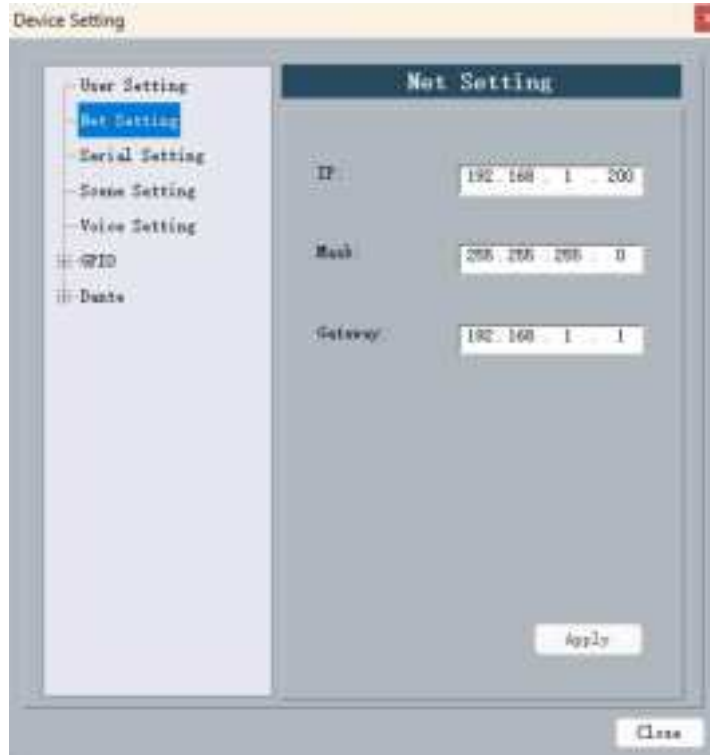 Device Setting
User Setting
Net Setting
Serial Setting
Scene Setting
Voice Setting
GPIO
Dante
Net Setting
IP:
192 . 168 . 1 . 200
Mask:
255 . 255 . 255 . 0
Gateway:
192 . 168 . 1 . 1
Apply
Close